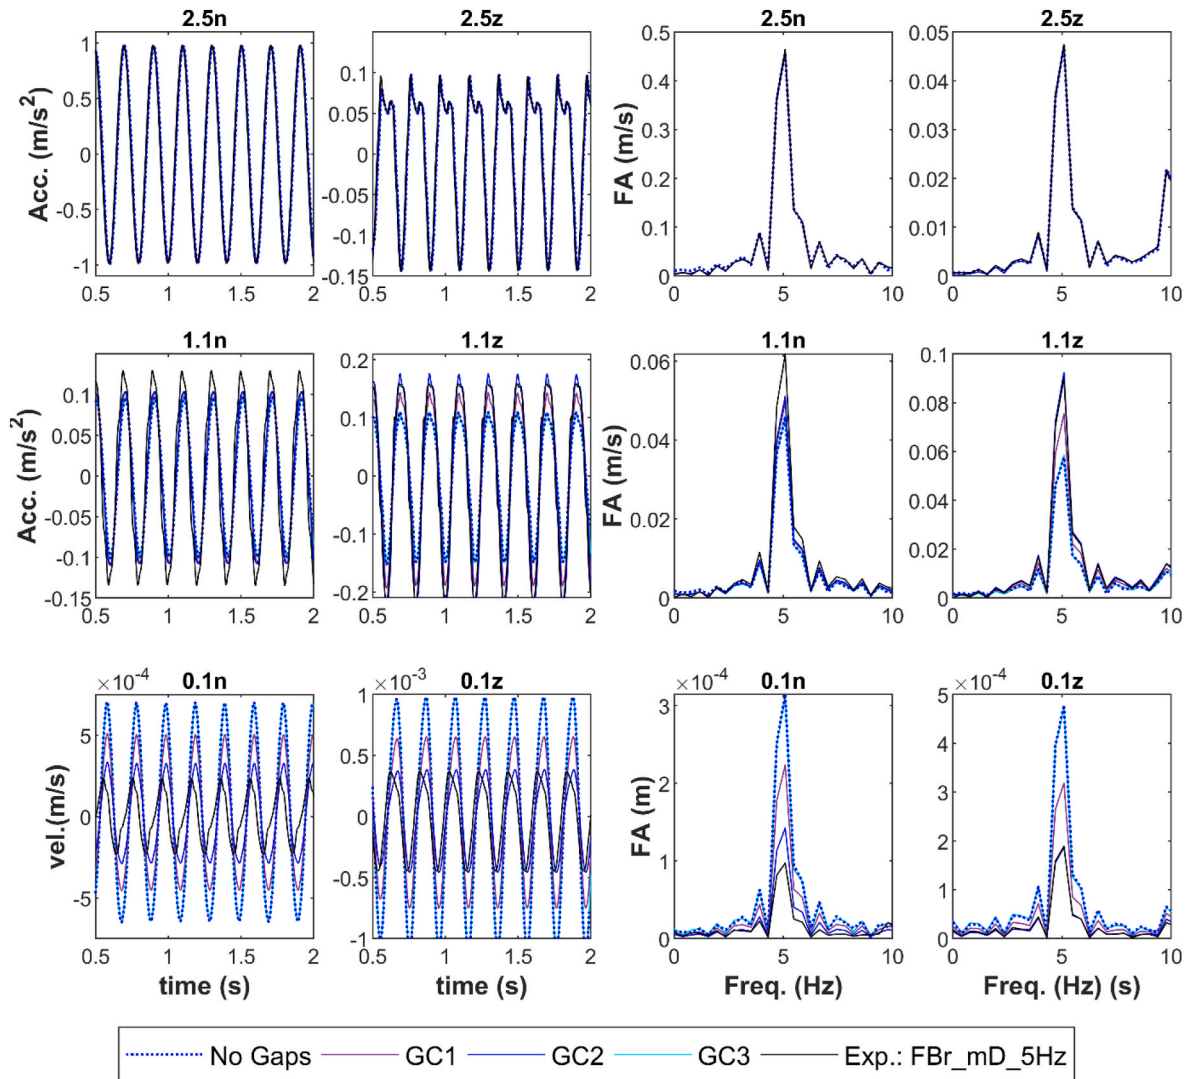 2.5n
Acc. (m/s²)
1
0.5
0
-0.5
-1
0.5 1 1.5 2
2.5z
0.1
0.05
0
0.05
-0.1
-0.15
0.5 1 1.5 2
2.5n
FA (m/s)
0.5
0.4
0.3
0.2
0.1
0
0 5 10
2.5z
0.05
0.04
0.03
0.02
0.01
0
0 5 10
1.1n
Acc. (m/s²)
0.1
0.05
0
-0.05
-0.1
-0.15
0.5 1 1.5 2
1.1z
0.2
0.1
0
-0.1
-0.2
0.5 1 1.5 2
1.1n
FA (m/s)
0.06
0.04
0.02
0
0 5 10
1.1z
0.1
0.08
0.06
0.04
0.02
0
0 5 10
0.1n
×10⁻⁴
vel.(m/s)
5
0
-5
0.5 1 1.5 2
time (s)
0.1z
×10⁻³
1
0.5
0
-0.5
-1
0.5 1 1.5 2
time (s)
0.1n
×10⁻⁴
FA (m)
3
2
1
0
0 5 10
Freq. (Hz)
0.1z
×10⁻⁴
5
4
3
2
1
0
0 5 10
Freq. (Hz) (s)
No Gaps GC1 GC2 GC3 Exp.: FBr_mD_5Hz